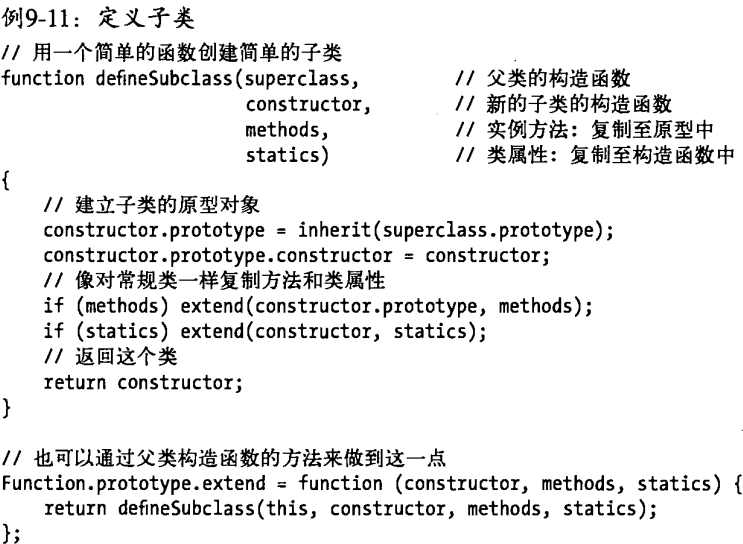 例9-11：定义子类
// 用一个简单的函数创建简单的子类
function defineSubclass(superclass,          // 父类的构造函数
                        constructor,         // 新的子类的构造函数
                        methods,             // 实例方法：复制至原型中
                        statics)             // 类属性：复制至构造函数中
{
    // 建立子类的原型对象
    constructor.prototype = inherit(superclass.prototype);
    constructor.prototype.constructor = constructor;
    // 像对常规类一样复制方法和类属性
    if (methods) extend(constructor.prototype, methods);
    if (statics) extend(constructor, statics);
    // 返回这个类
    return constructor;
}
// 也可以通过父类构造函数的方法来做到这一点
Function.prototype.extend = function (constructor, methods, statics) {
    return defineSubclass(this, constructor, methods, statics);
};